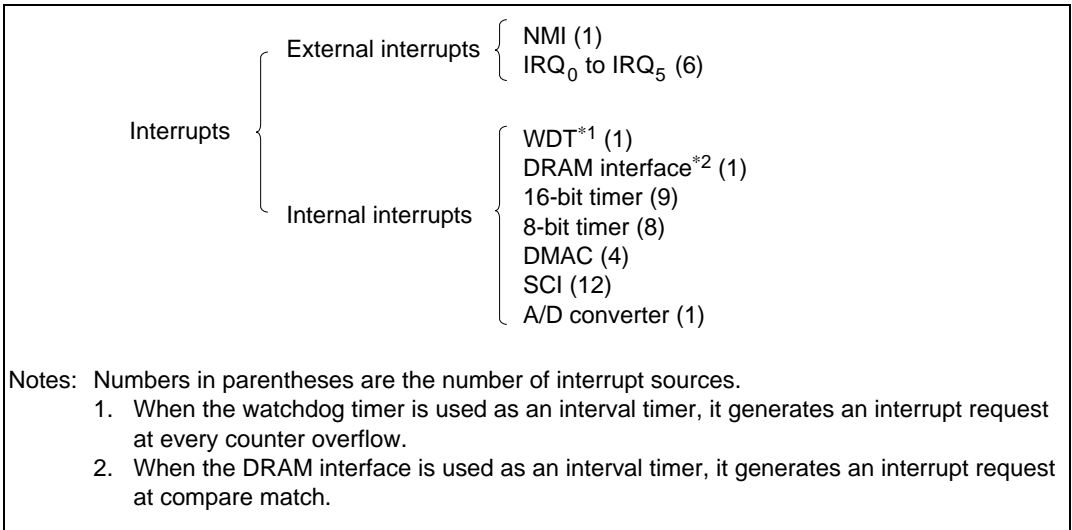 External interrupts
NMI (1)
IRQ0 to IRQ5 (6)
Interrupts
Internal interrupts
WDT*1 (1)
DRAM interface*2 (1)
16-bit timer (9)
8-bit timer (8)
DMAC (4)
SCI (12)
A/D converter (1)
Notes: Numbers in parentheses are the number of interrupt sources.
1. When the watchdog timer is used as an interval timer, it generates an interrupt request
at every counter overflow.
2. When the DRAM interface is used as an interval timer, it generates an interrupt request
at compare match.